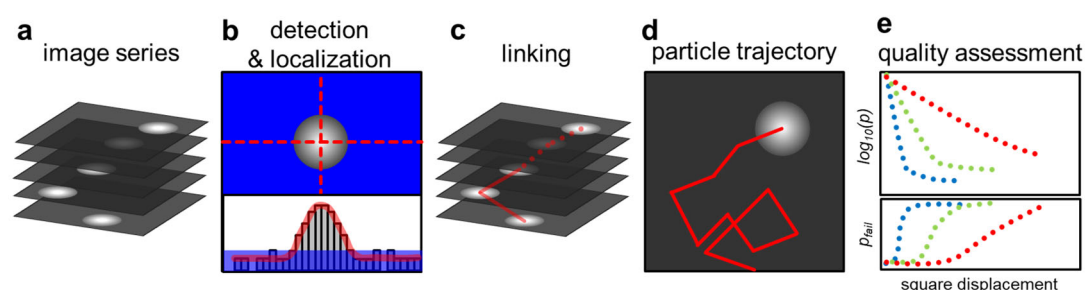 a
image series
b
detection
& localization
c
linking
d
particle trajectory
e
quality assessment
log10(p)
pfail
square displacement